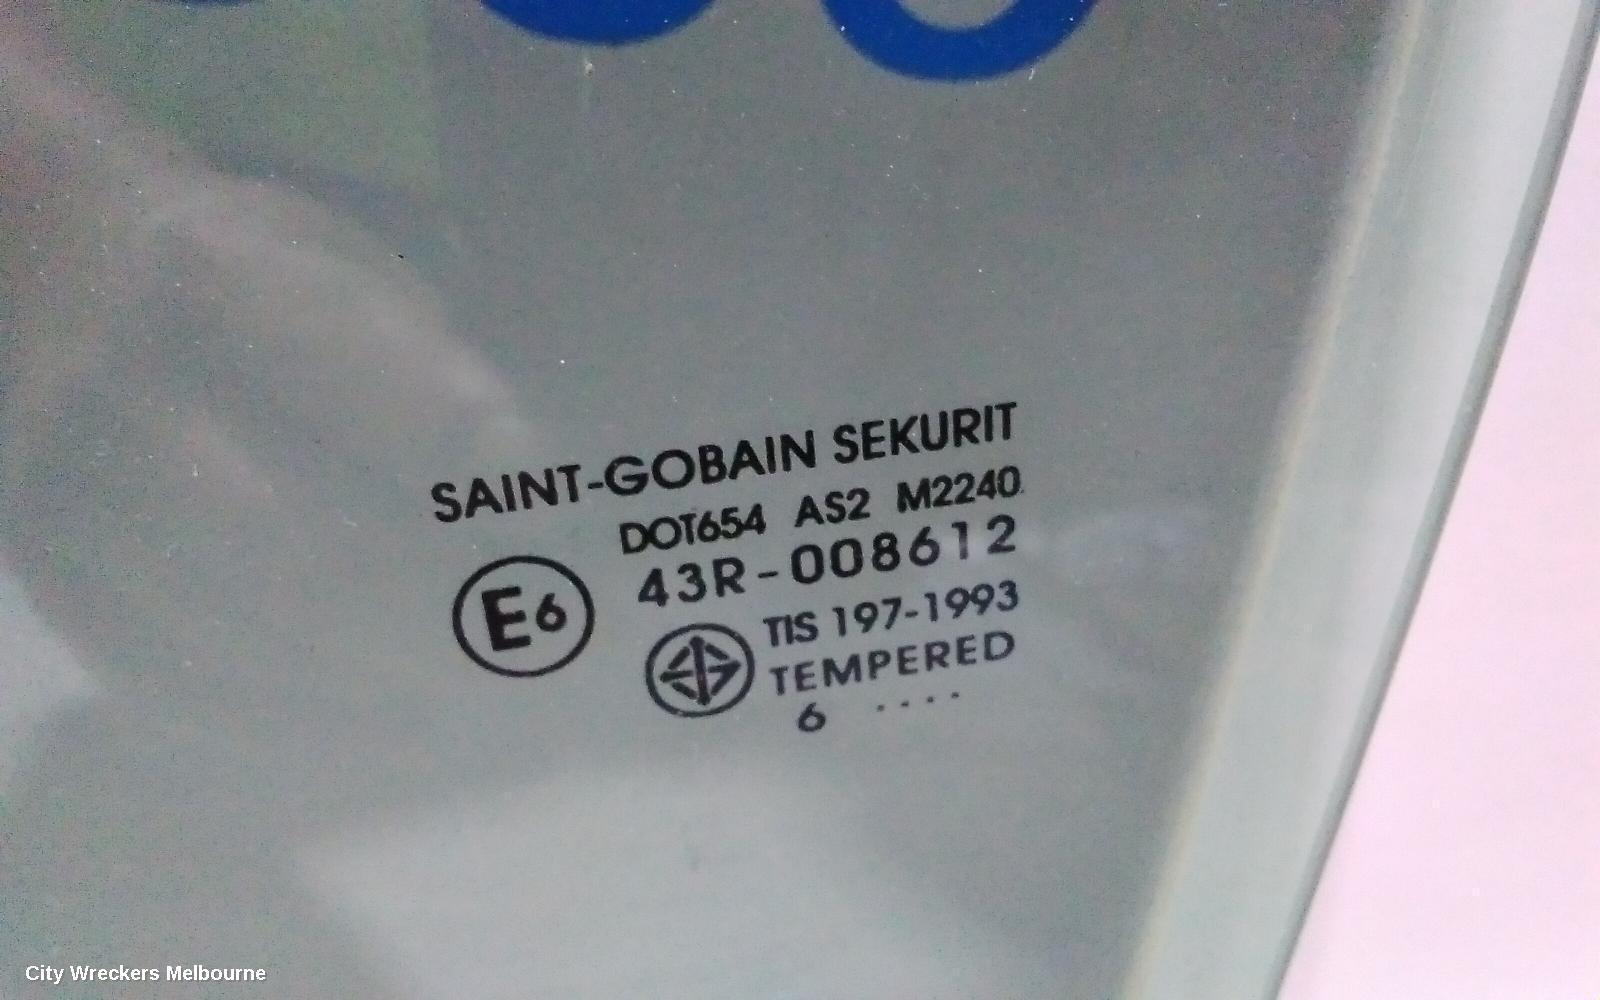 SAINT-GOBAIN SEKURIT
DOT654 AS2 M2240
43R-008612
E6
TIS 197-1993
TEMPERED
6 ....
City Wreckers Melbourne